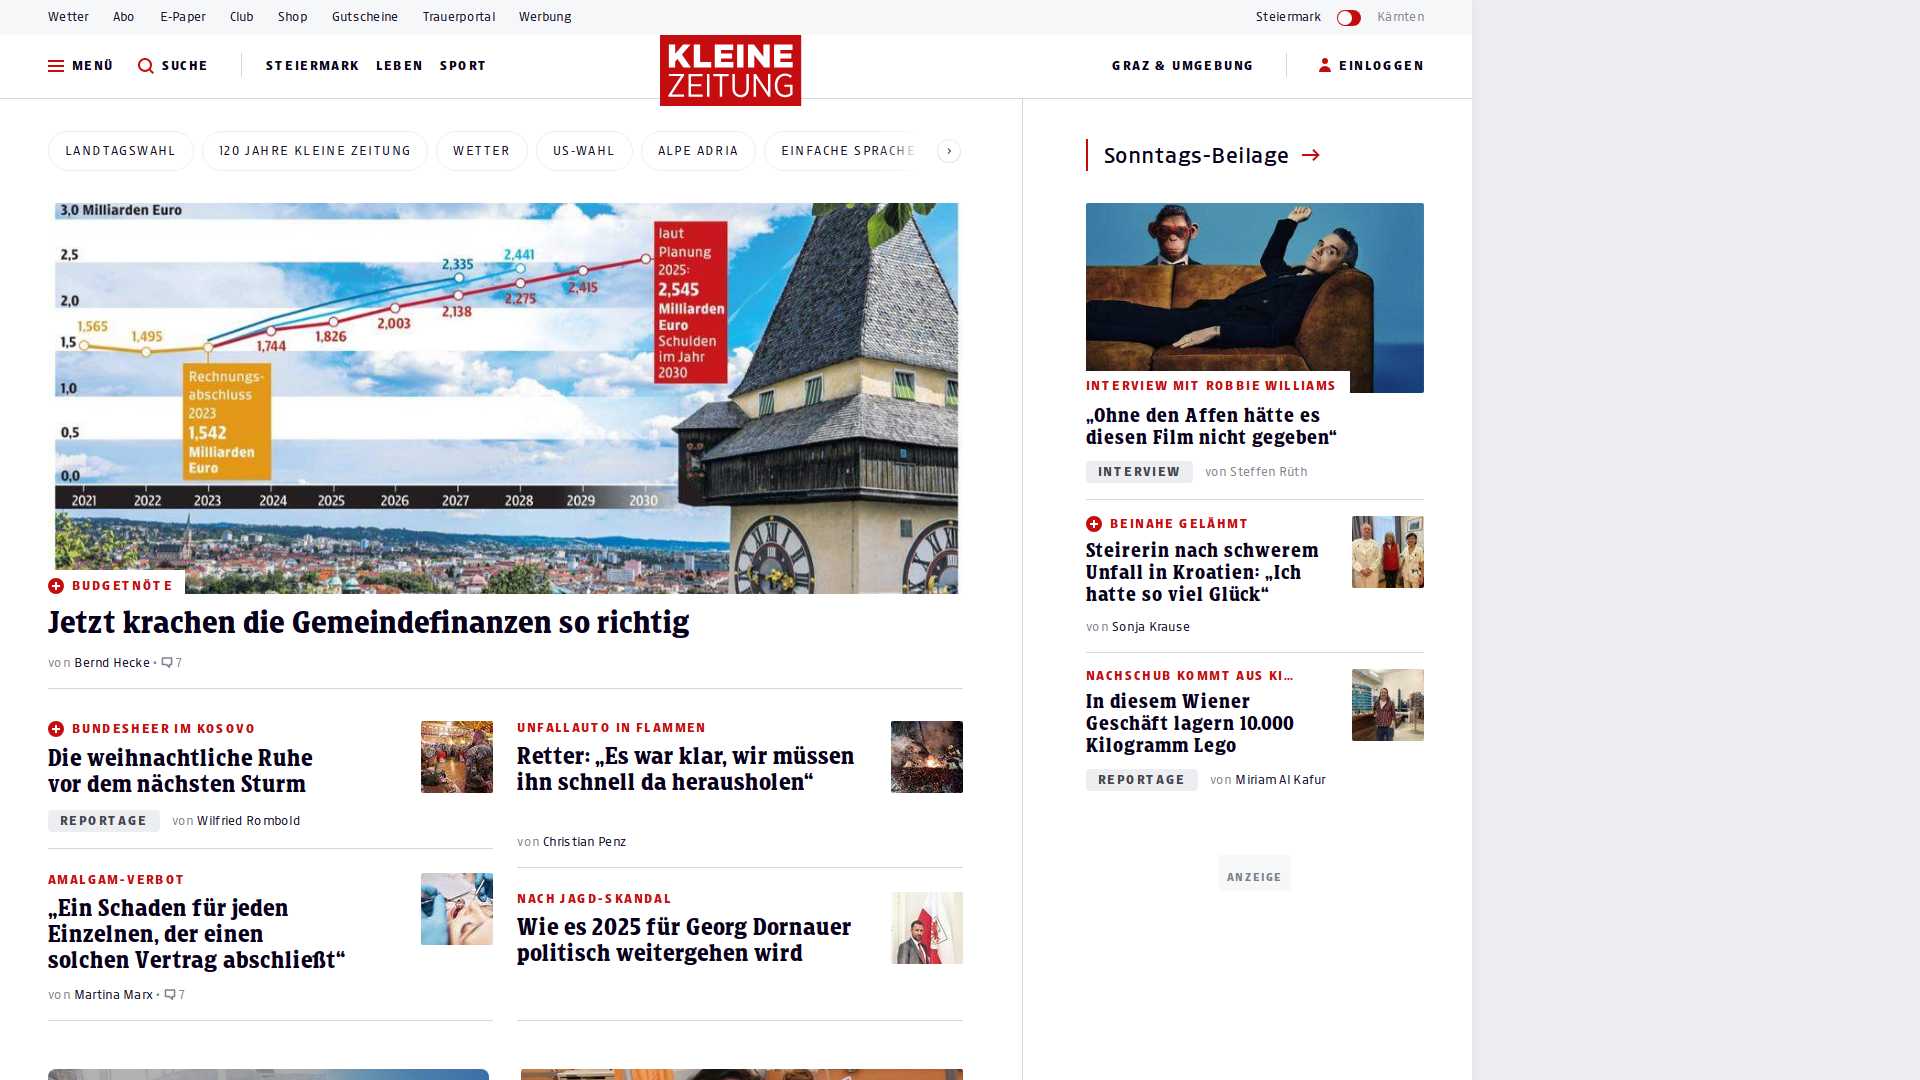 Wetter Abo E-Paper Club Shop Gutscheine Trauerportal Werbung
Steiermark Kärnten
MENÜ SUCHE STEIERMARK LEBEN SPORT
KLEINE
ZEITUNG
GRAZ & UMGEBUNG EINLOGGEN
LANDTAGSWAHL 120 JAHRE KLEINE ZEITUNG WETTER US-WAHL ALPE ADRIA EINFACHE SPRACHE
3,0 Milliarden Euro
2,5
2,0
1,5
1,0
0,5
0,0
1,565
1,495
1,744
1,826
2,003
2,138
2,275
2,415
2,335
2,441
Rechnungs-
abschluss
2023
1,542
Milliarden
Euro
laut
Planung
2025:
2,545
Milliarden
Euro
Schulden
im Jahr
2030
2021 2022 2023 2024 2025 2026 2027 2028 2029 2030
BUDGETNÖTE
Jetzt krachen die Gemeindefinanzen so richtig
von Bernd Hecke • 7
BUNDESHEER IM KOSOVO
Die weihnachtliche Ruhe
vor dem nächsten Sturm
REPORTAGE von Wilfried Rombold
AMALGAM-VERBOT
„Ein Schaden für jeden
Einzelnen, der einen
solchen Vertrag abschließt“
von Martina Marx • 7
UNFALLAUTO IN FLAMMEN
Retter: „Es war klar, wir müssen
ihn schnell da herausholen“
von Christian Penz
NACH JAGD-SKANDAL
Wie es 2025 für Georg Dornauer
politisch weitergehen wird
Sonntags-Beilage
INTERVIEW MIT ROBBIE WILLIAMS
„Ohne den Affen hätte es
diesen Film nicht gegeben“
INTERVIEW von Steffen Rüth
BEINAHE GELÄHMT
Steirerin nach schwerem
Unfall in Kroatien: „Ich
hatte so viel Glück“
von Sonja Krause
NACHSCHUB KOMMT AUS KI…
In diesem Wiener
Geschäft lagern 10.000
Kilogramm Lego
REPORTAGE von Miriam Al Kafur
ANZEIGE